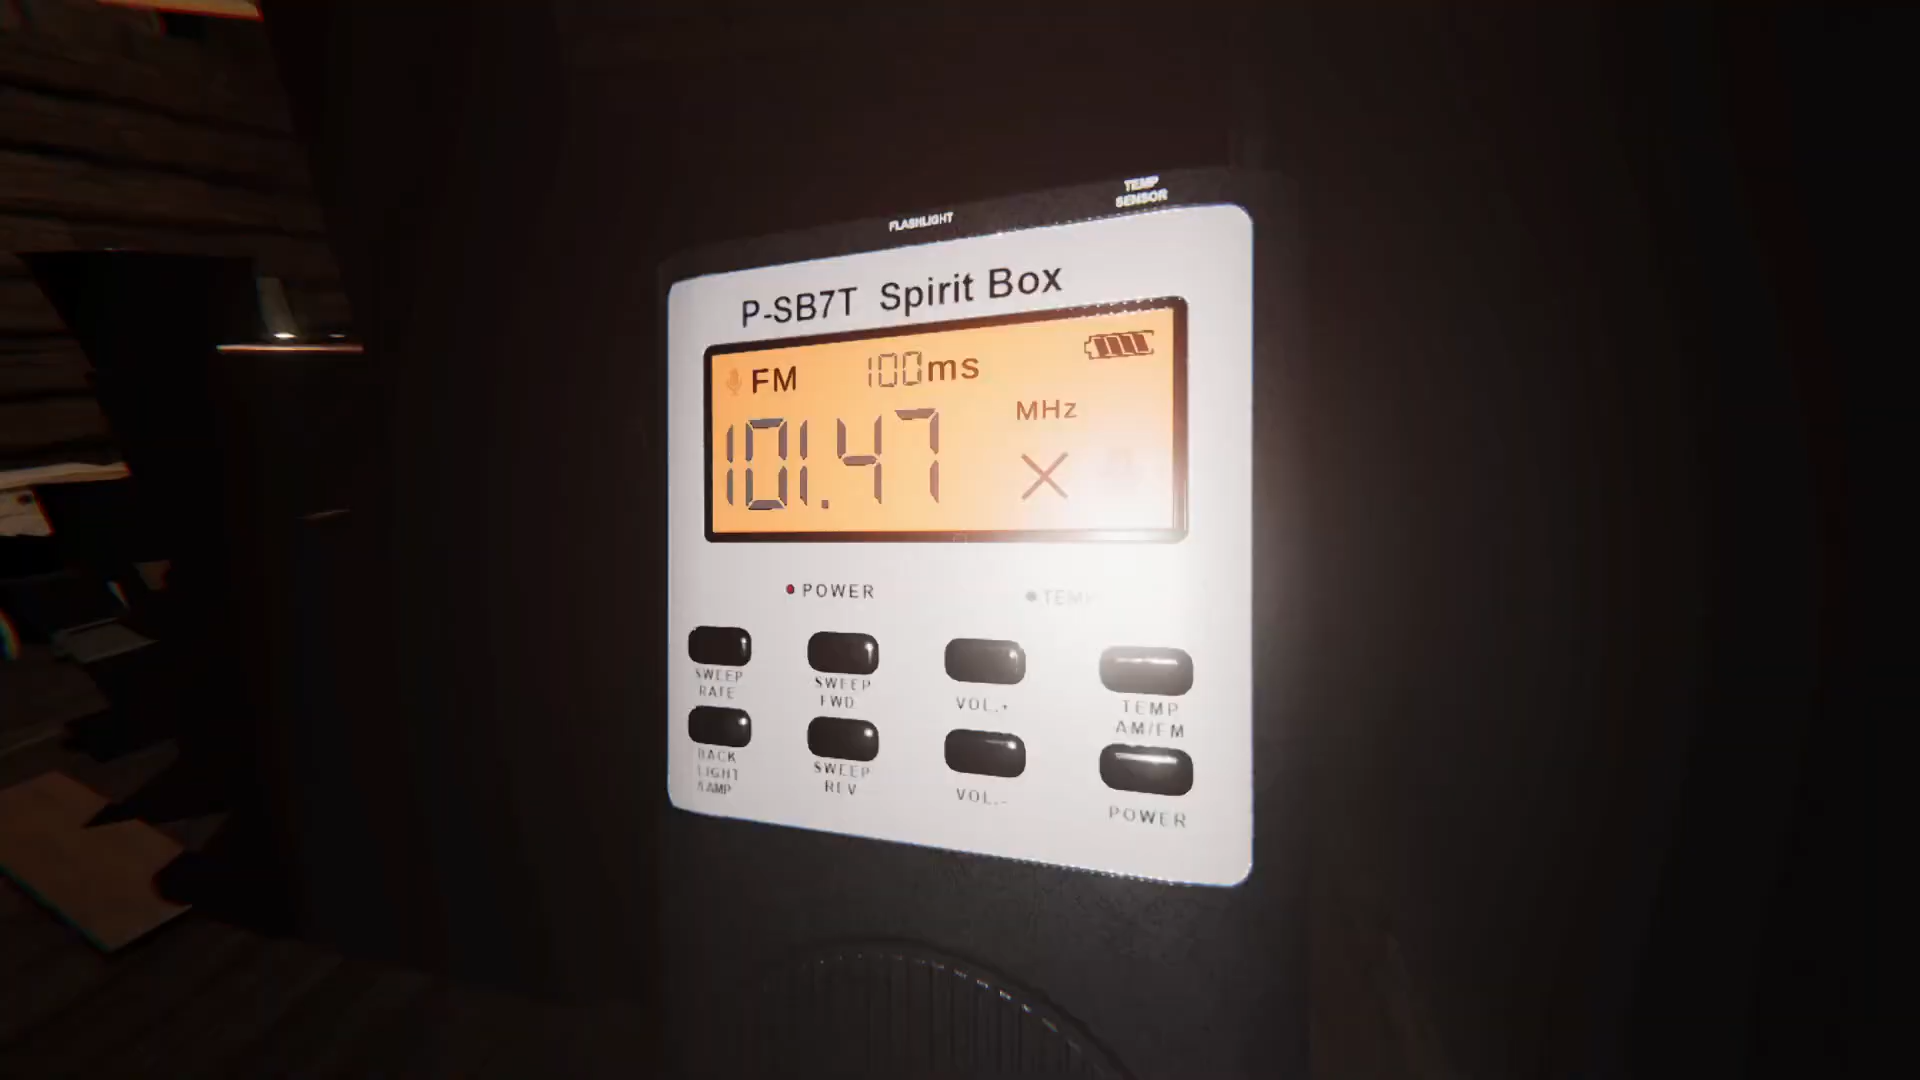 FLASHLIGHT
TEMP
SENSOR
P-SB7T Spirit Box
FM 100ms
MHz
101.47
POWER
TEMP
SWEEP
RATE
SWEEP
FWD
VOL.+
TEMP
AM/FM
BACK
LIGHT
SWEEP
REV
VOL.-
POWER